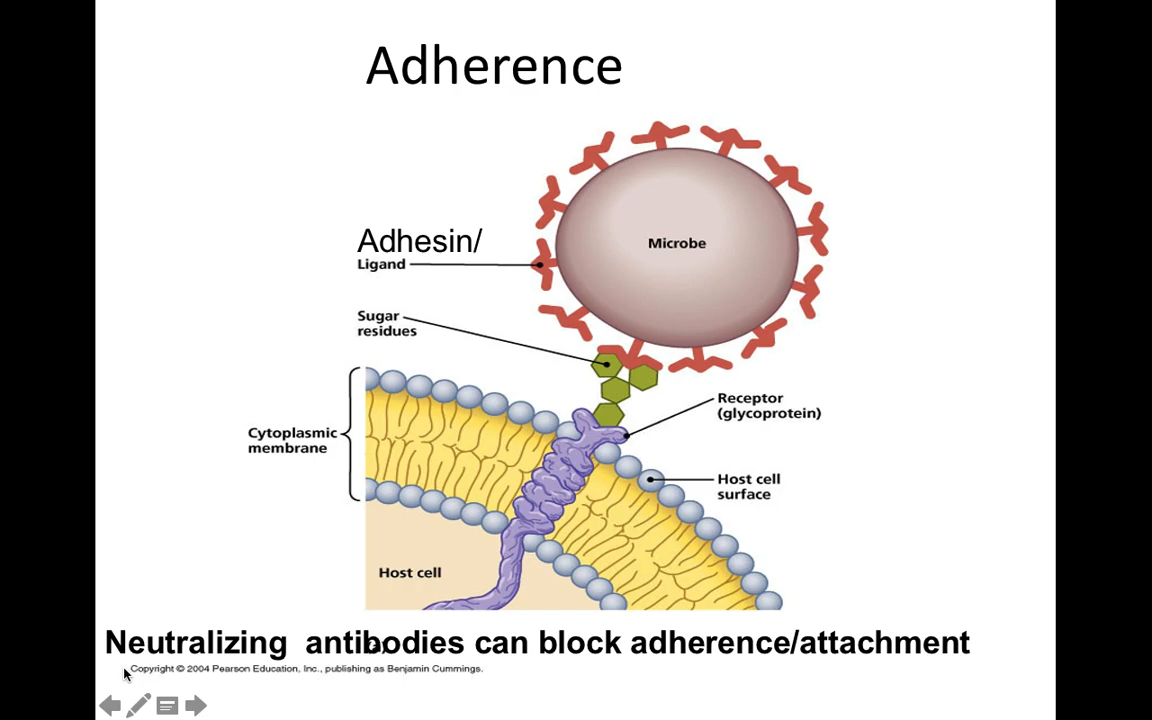 Adherence
Microbe
Adhesin/
Ligand
Sugar
residues
Receptor
(glycoprotein)
Cytoplasmic
membrane
Host cell
surface
Host cell
Neutralizing antibodies can block adherence/attachment
Copyright © 2004 Pearson Education, Inc., publishing as Benjamin Cummings.